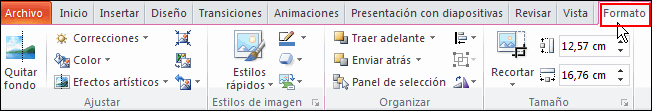 Archivo Inicio Insertar Diseño Transiciones Animaciones Presentación con diapositivas Revisar Vista Formato
Quitar fondo
Correcciones
Color
Efectos artísticos
Ajustar
Estilos rápidos
Estilos de imagen
Traer adelante
Enviar atrás
Panel de selección
Organizar
Recortar
12,57 cm
16,76 cm
Tamaño